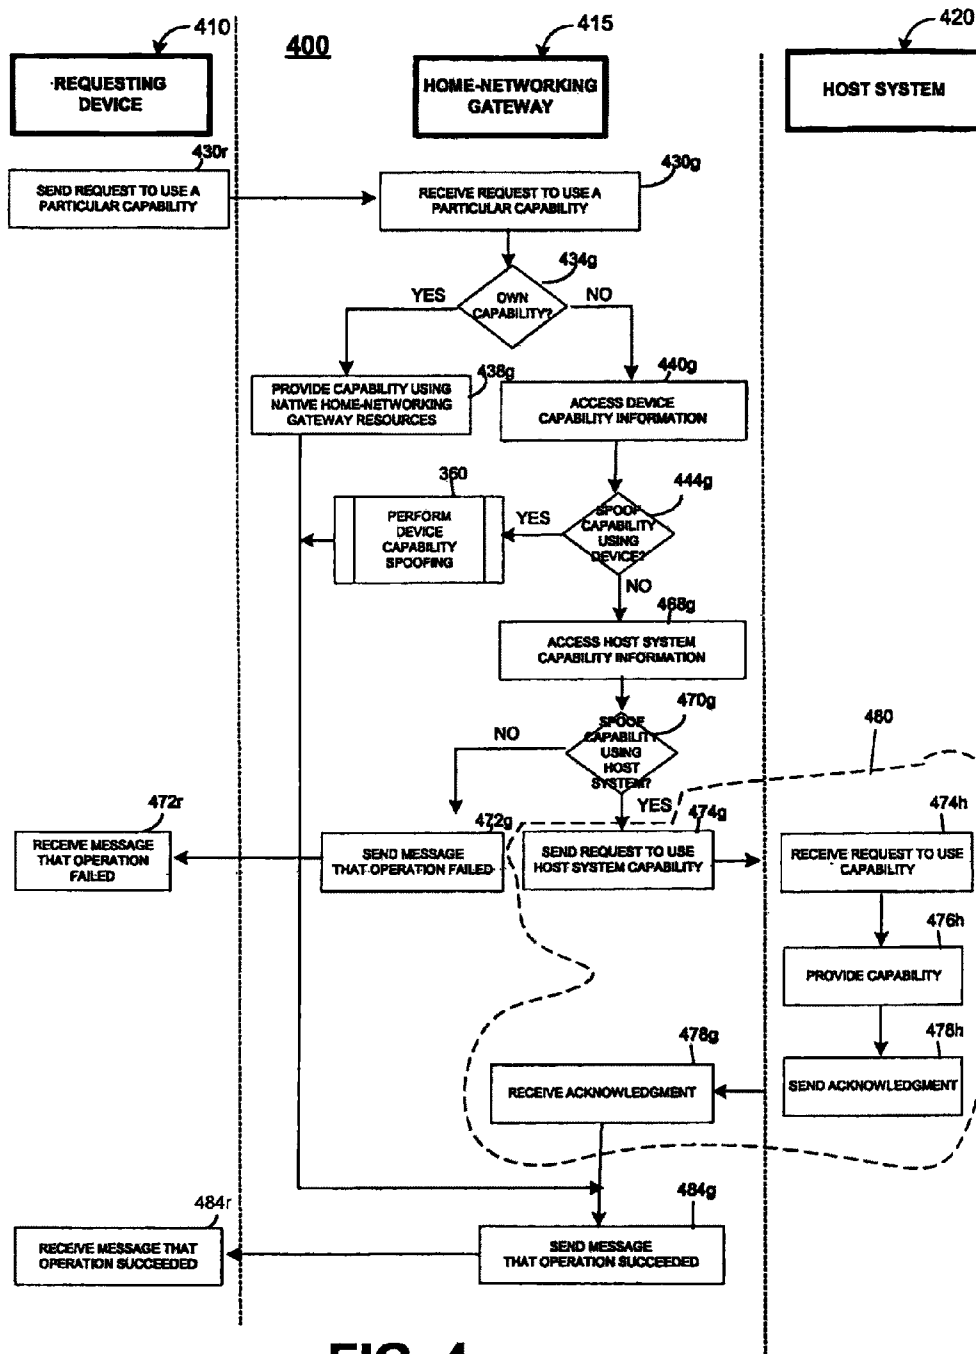 410
400
415
420
REQUESTING
DEVICE
HOME-NETWORKING
GATEWAY
HOST SYSTEM
430r
430g
SEND REQUEST TO USE A
PARTICULAR CAPABILITY
RECEIVE REQUEST TO USE A
PARTICULAR CAPABILITY
434g
YES
OWN
CAPABILITY?
NO
438g
440g
PROVIDE CAPABILITY USING
NATIVE HOME-NETWORKING
GATEWAY RESOURCES
ACCESS DEVICE
CAPABILITY INFORMATION
360
444g
PERFORM
DEVICE
CAPABILITY
SPOOFING
YES
SPOOF
CAPABILITY
USING
DEVICE?
NO
468g
ACCESS HOST SYSTEM
CAPABILITY INFORMATION
470g
NO
SPOOF
CAPABILITY
USING
HOST
SYSTEM?
480
YES
472r
472g
474g
474h
RECEIVE MESSAGE
THAT OPERATION
FAILED
SEND MESSAGE
THAT OPERATION FAILED
SEND REQUEST TO USE
HOST SYSTEM CAPABILITY
RECEIVE REQUEST TO USE
CAPABILITY
476h
PROVIDE CAPABILITY
478g
478h
RECEIVE ACKNOWLEDGMENT
SEND ACKNOWLEDGMENT
484r
484g
RECEIVE MESSAGE THAT
OPERATION SUCCEEDED
SEND MESSAGE
THAT OPERATION SUCCEEDED
FIG. 4